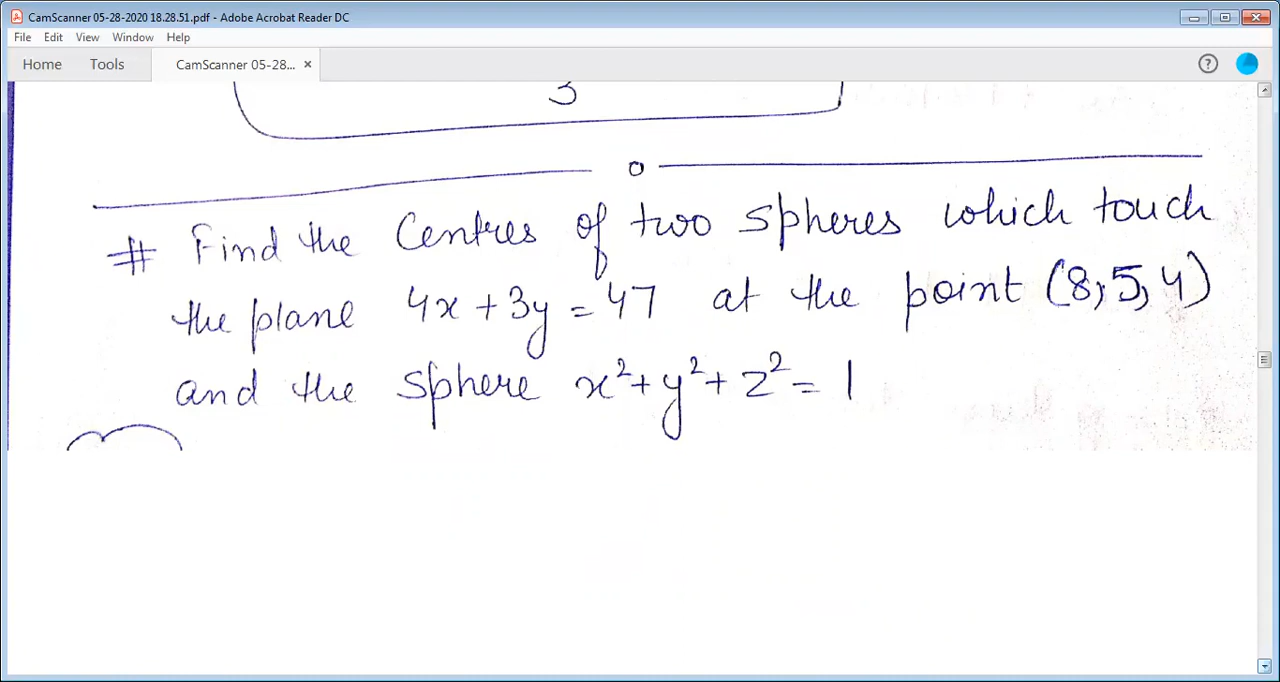 CamScanner 05-28-2020 18.28.51.pdf - Adobe Acrobat Reader DC
File Edit View Window Help
Home Tools CamScanner 05-28... × ?
3
# Find the Centres of two spheres which touch
the plane 4x + 3y = 47 at the point (8, 5, 4)
and the sphere x² + y² + z² = 1